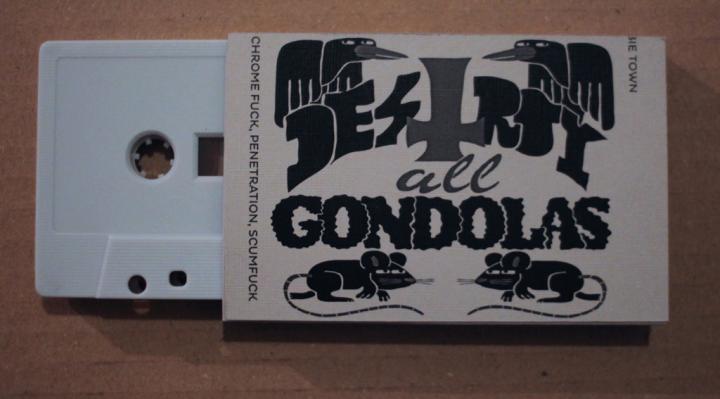 DESTROY
all
GONDOLAS
CHROME FUCK, PENETRATION, SCUMFUCK
TOWN